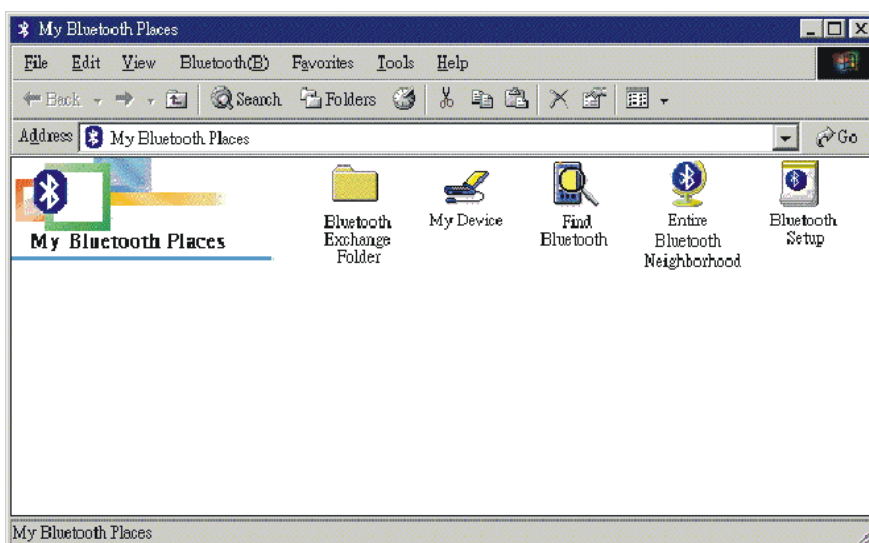 My Bluetooth Places
File Edit View Bluetooth(B) Favorites Tools Help
Back Search Folders
Address My Bluetooth Places Go
My Bluetooth Places
Bluetooth
Exchange
Folder
My Device
Find
Bluetooth
Entire
Bluetooth
Neighborhood
Bluetooth
Setup
My Bluetooth Places